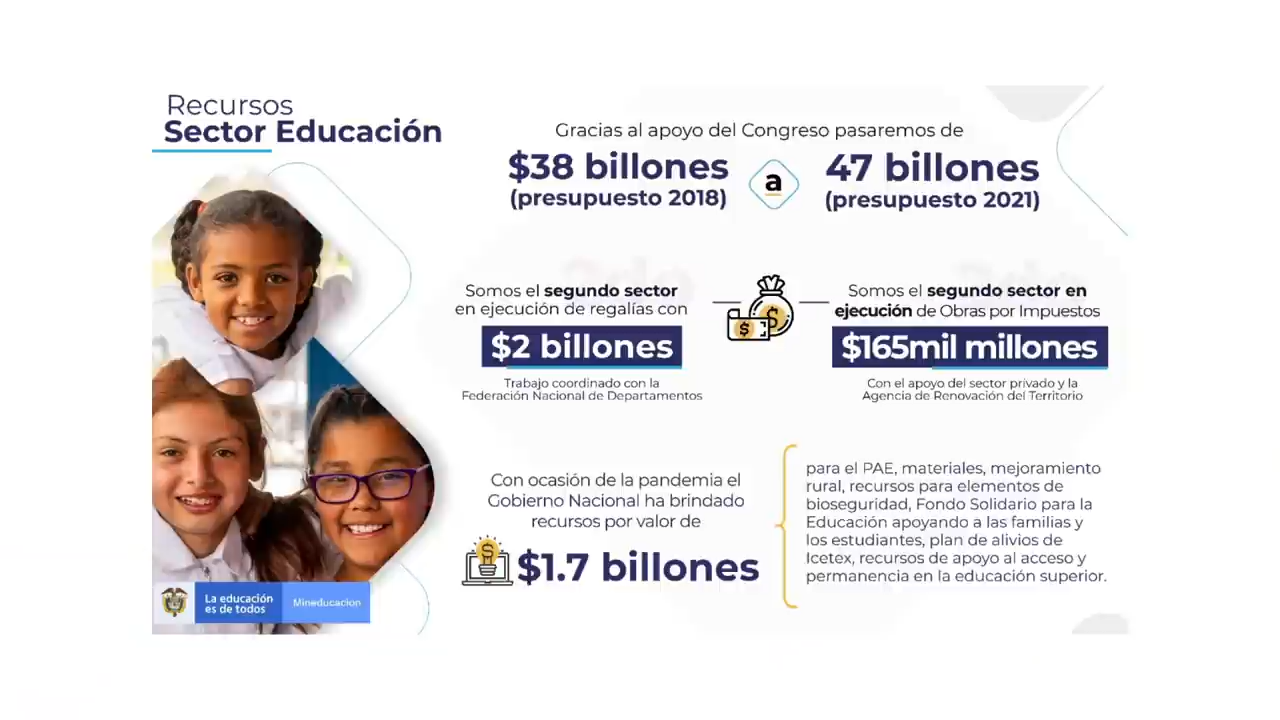 Recursos
Sector Educación
Gracias al apoyo del Congreso pasaremos de
$38 billones
(presupuesto 2018)
a
47 billones
(presupuesto 2021)
Somos el segundo sector
en ejecución de regalías con
$2 billones
Trabajo coordinado con la
Federación Nacional de Departamentos
Somos el segundo sector en
ejecución de Obras por Impuestos
$165mil millones
Con el apoyo del sector privado y la
Agencia de Renovación del Territorio
Con ocasión de la pandemia el
Gobierno Nacional ha brindado
recursos por valor de
$1.7 billones
para el PAE, materiales, mejoramiento
rural, recursos para elementos de
bioseguridad, Fondo Solidario para la
Educación apoyando a las familias y
los estudiantes, plan de alivios de
Icetex, recursos de apoyo al acceso y
permanencia en la educación superior.
La educación
es de todos
Mineducacion